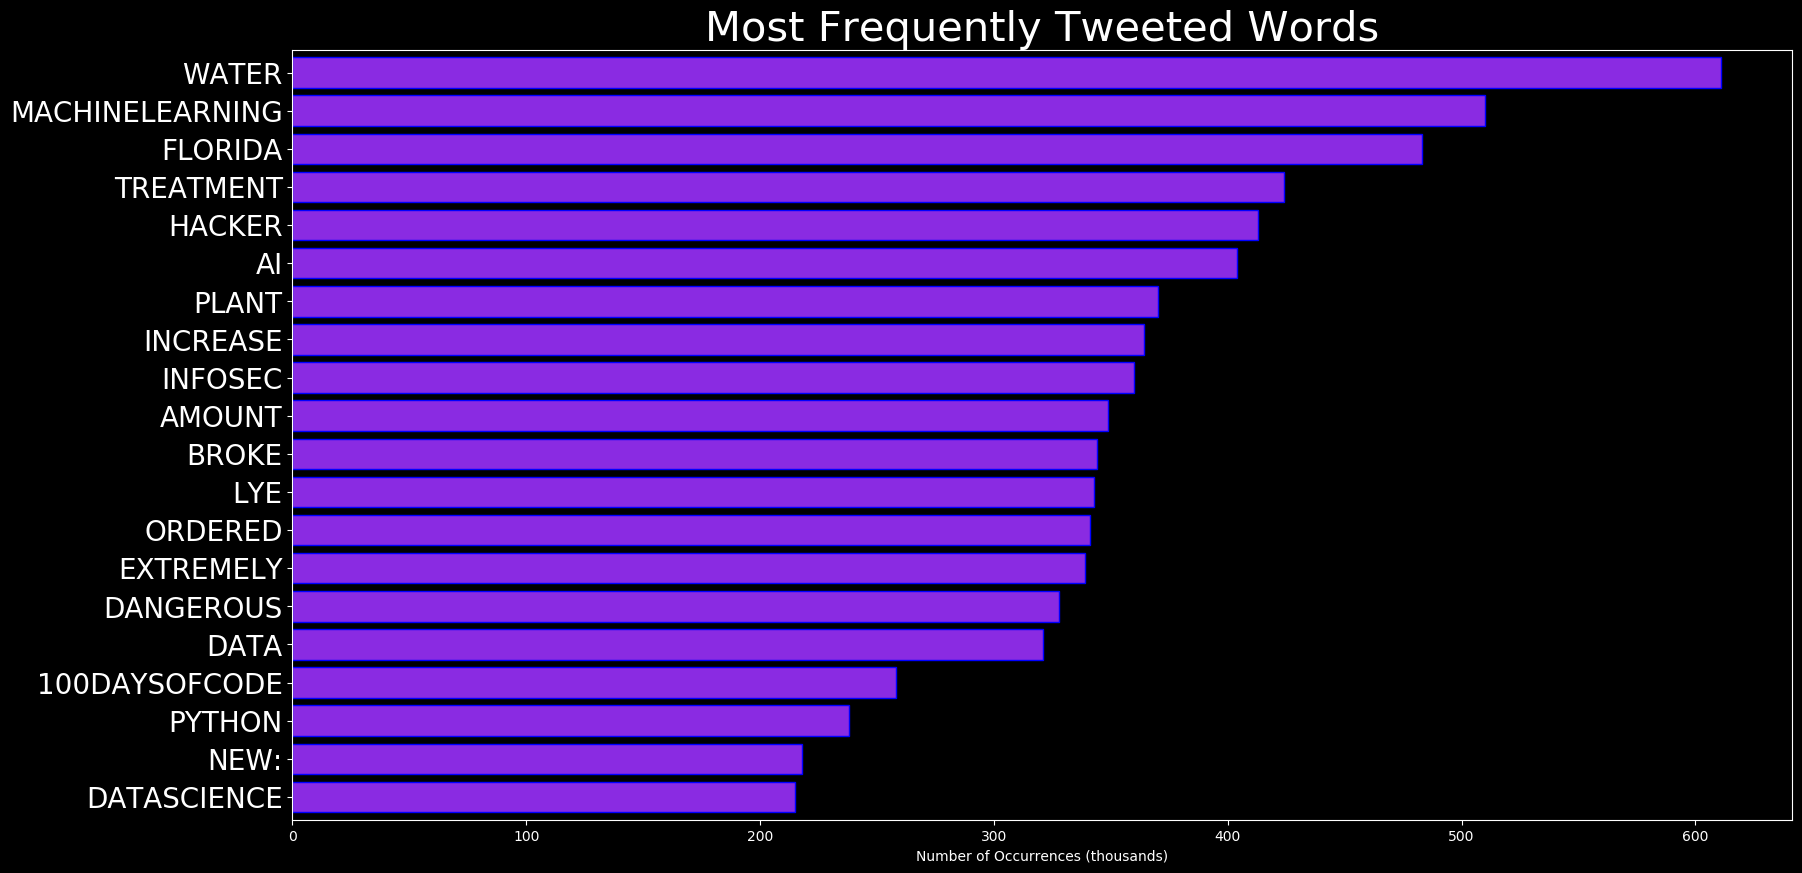 Most Frequently Tweeted Words
WATER
MACHINELEARNING
FLORIDA
TREATMENT
HACKER
AI
PLANT
INCREASE
INFOSEC
AMOUNT
BROKE
LYE
ORDERED
EXTREMELY
DANGEROUS
DATA
100DAYSOFCODE
PYTHON
NEW:
DATASCIENCE
0 100 200 300 400 500 600
Number of Occurrences (thousands)